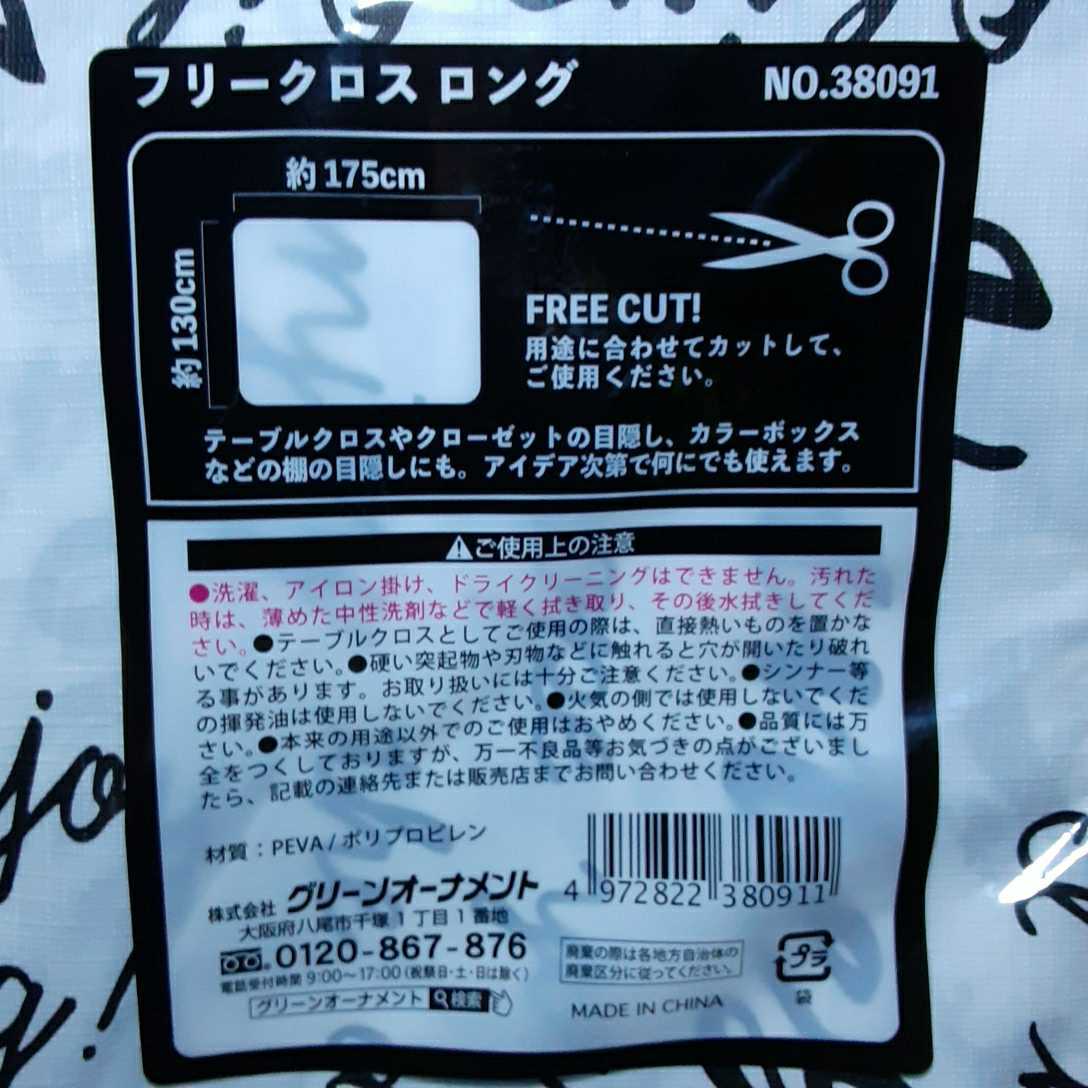 フリークロス ロング NO.38091
約175cm
約130cm
FREE CUT!
用途に合わせてカットして、
ご使用ください。
テーブルクロスやクローゼットの目隠し、カラーボックス
などの棚の目隠しにも。アイデア次第で何にでも使えます。
⚠ご使用上の注意
●洗濯、アイロン掛け、ドライクリーニングはできません。汚れた
時は、薄めた中性洗剤などで軽く拭き取り、その後水拭きしてくだ
さい。●テーブルクロスとしてご使用の際は、直接熱いものを置かな
いでください。●硬い突起物や刃物などに触れると穴が開いたり破れ
る事があります。お取り扱いには十分ご注意ください。●シンナー等
の揮発油は使用しないでください。●火気の側では使用しないでくだ
さい。●本来の用途以外でのご使用はおやめください。●品質には万
全をつくしておりますが、万一不良品等お気づきの点がございまし
たら、記載の連絡先または販売店までお問い合わせください。
材質：PEVA/ポリプロピレン
株式会社 グリーンオーナメント
大阪府八尾市千塚1丁目1番地
0120-867-876
電話受付時間 9:00〜17:00(祝祭日・土・日は除く)
グリーンオーナメント 検索
4 972822 380911
廃棄の際は各地方自治体の
廃棄区分に従ってください。
プラ
袋
MADE IN CHINA
jo
g!